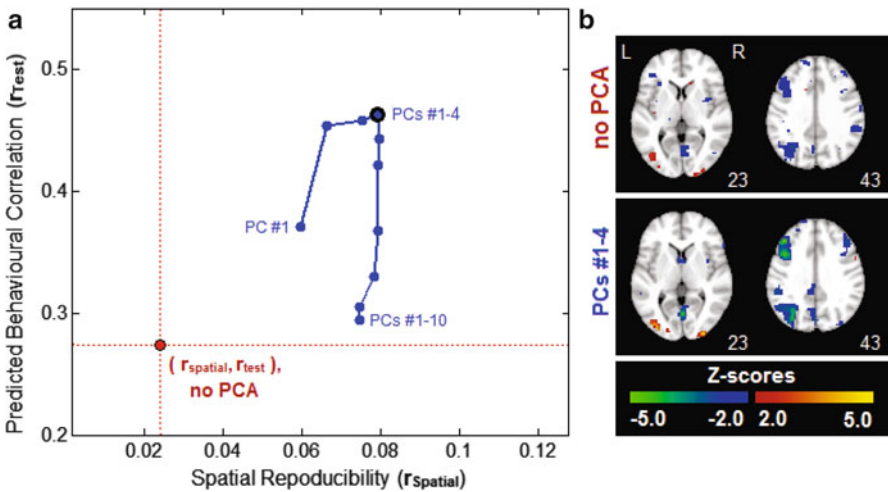 a
Predicted Behavioural Correlation (rTest)
0.5
0.4
0.3
0.2
PCs #1-4
PC #1
PCs #1-10
( rspatial, rtest ),
no PCA
0.02
0.04
0.06
0.08
0.1
0.12
Spatial Repoducibility (rSpatial)
b
no PCA
L
R
23
43
PCs #1-4
23
43
Z-scores
-5.0
-2.0
2.0
5.0